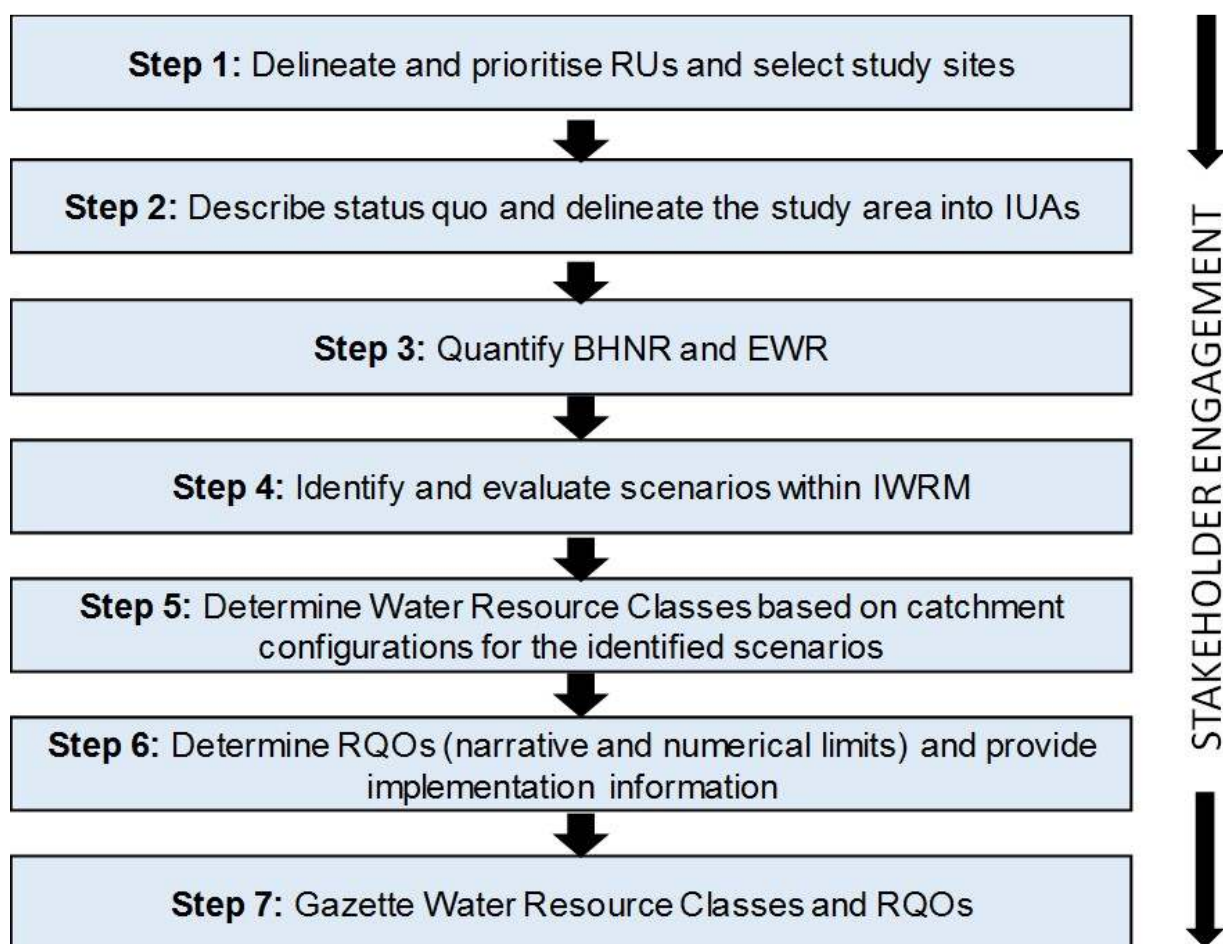 Step 1: Delineate and prioritise RUs and select study sites
Step 2: Describe status quo and delineate the study area into IUAs
Step 3: Quantify BHNR and EWR
Step 4: Identify and evaluate scenarios within IWRM
Step 5: Determine Water Resource Classes based on catchment
configurations for the identified scenarios
Step 6: Determine RQOs (narrative and numerical limits) and provide
implementation information
Step 7: Gazette Water Resource Classes and RQOs
STAKEHOLDER ENGAGEMENT